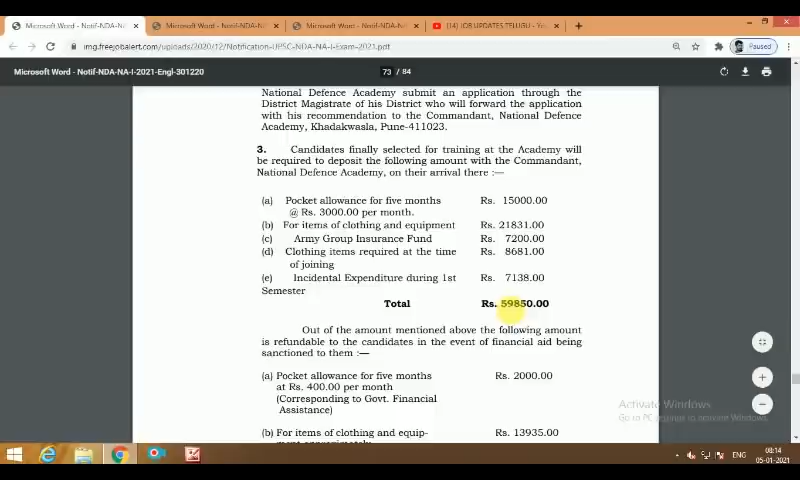 Microsoft Word - Notif-NDA-NA-I
Microsoft Word - Notif-NDA-NA-I
Microsoft Word - Notif-NDA-NA-I
(14) JOB UPDATES TELUGU - Yo
img.freejobalert.com/uploads/2020/12/Notification-UPSC-NDA-NA-I-Exam-2021.pdf
Paused
Microsoft Word - Notif-NDA-NA-I-2021-Engl-301220
73 / 84
National Defence Academy submit an application through the
District Magistrate of his District who will forward the application
with his recommendation to the Commandant, National Defence
Academy, Khadakwasla, Pune-411023.
3. Candidates finally selected for training at the Academy will
be required to deposit the following amount with the Commandant,
National Defence Academy, on their arrival there :—
(a) Pocket allowance for five months Rs. 15000.00
@ Rs. 3000.00 per month.
(b) For items of clothing and equipment Rs. 21831.00
(c) Army Group Insurance Fund Rs. 7200.00
(d) Clothing items required at the time Rs. 8681.00
of joining
(e) Incidental Expenditure during 1st Rs. 7138.00
Semester
Total Rs. 59850.00
Out of the amount mentioned above the following amount
is refundable to the candidates in the event of financial aid being
sanctioned to them :—
(a) Pocket allowance for five months Rs. 2000.00
at Rs. 400.00 per month
(Corresponding to Govt. Financial
Assistance)
(b) For items of clothing and equip- Rs. 13935.00
ment approximately
Activate Windows
Go to PC settings to activate Windows.
ENG
08:14
05-01-2021